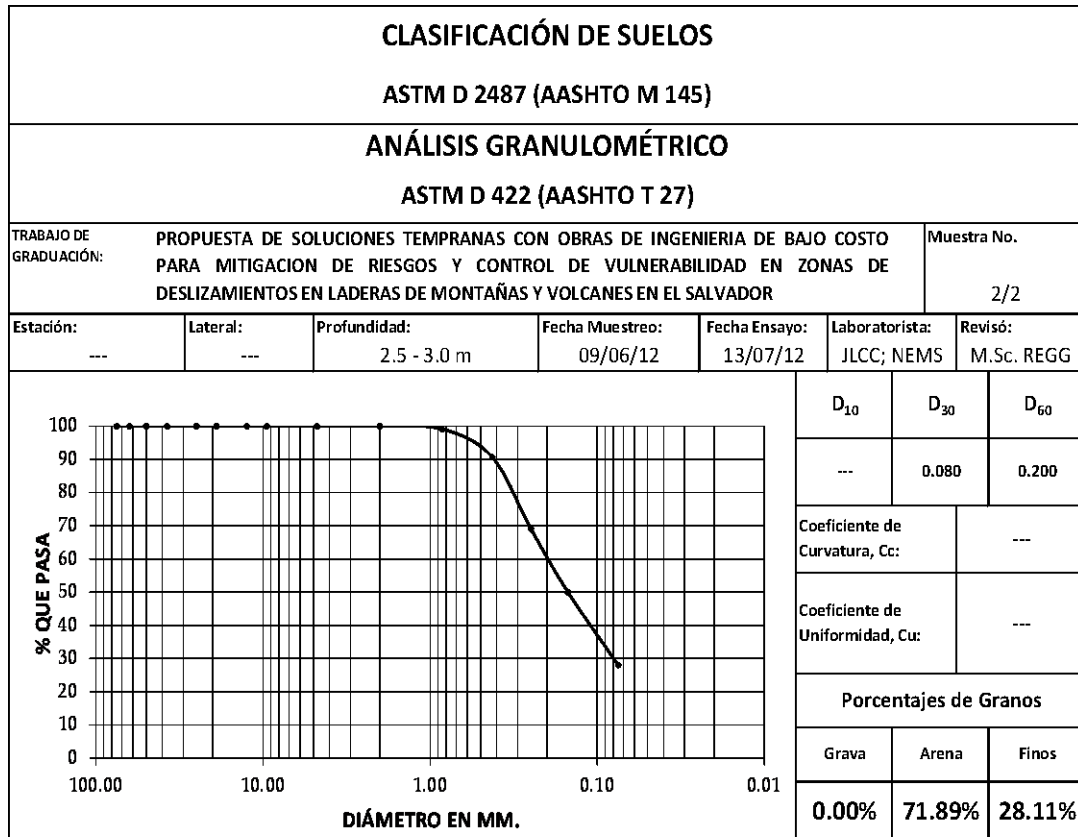 CLASIFICACIÓN DE SUELOS
ASTM D 2487 (AASHTO M 145)
ANÁLISIS GRANULOMÉTRICO
ASTM D 422 (AASHTO T 27)
TRABAJO DE GRADUACIÓN:
PROPUESTA DE SOLUCIONES TEMPRANAS CON OBRAS DE INGENIERIA DE BAJO COSTO
PARA MITIGACION DE RIESGOS Y CONTROL DE VULNERABILIDAD EN ZONAS DE
DESLIZAMIENTOS EN LADERAS DE MONTAÑAS Y VOLCANES EN EL SALVADOR
Muestra No.
2/2
Estación:
---
Lateral:
---
Profundidad:
2.5 - 3.0 m
Fecha Muestreo:
09/06/12
Fecha Ensayo:
13/07/12
Laboratorista:
JLCC; NEMS
Revisó:
M.Sc. REGG
% QUE PASA
100
90
80
70
60
50
40
30
20
10
0
100.00 10.00 1.00 0.10 0.01
DIÁMETRO EN MM.
D10 D30 D60
--- 0.080 0.200
Coeficiente de
Curvatura, Cc:
---
Coeficiente de
Uniformidad, Cu:
---
Porcentajes de Granos
Grava Arena Finos
0.00% 71.89% 28.11%